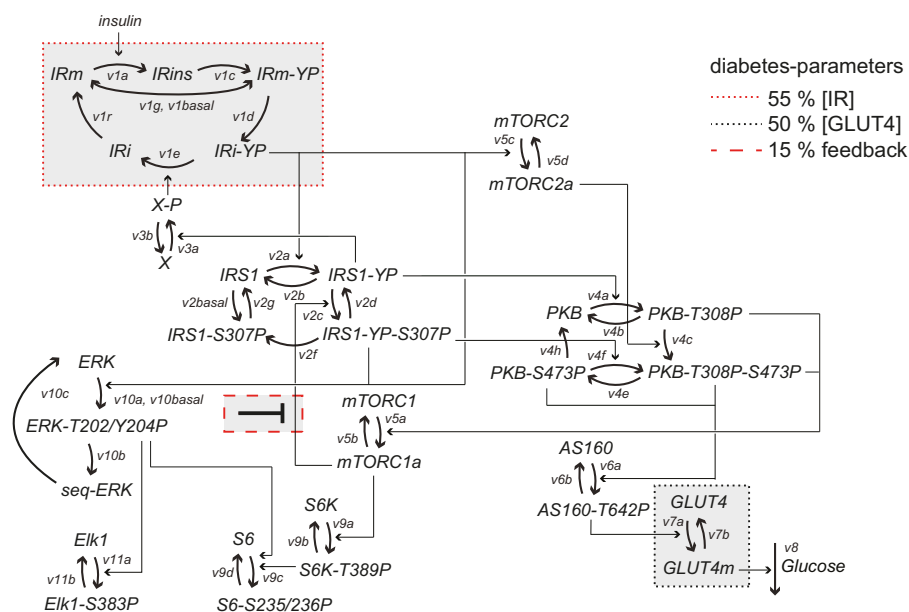 insulin
IRm
v1a
IRins
v1c
IRm-YP
v1g, v1basal
v1r
v1d
IRi
v1e
IRi-YP
diabetes-parameters
55 % [IR]
50 % [GLUT4]
15 % feedback
mTORC2
v5c
v5d
mTORC2a
X-P
v3b
v3a
X
v2a
IRS1
IRS1-YP
v2b
v2basal
v2g
v2c
v2d
IRS1-S307P
IRS1-YP-S307P
v2f
v4a
PKB
PKB-T308P
v4b
v4c
v4h
v4f
PKB-S473P
PKB-T308P-S473P
v4e
ERK
v10c
v10a, v10basal
ERK-T202/Y204P
v10b
seq-ERK
mTORC1
v5a
v5b
mTORC1a
AS160
v6a
v6b
AS160-T642P
GLUT4
v7a
v7b
GLUT4m
v8
Glucose
S6K
v9a
v9b
S6K-T389P
Elk1
v11a
v11b
Elk1-S383P
S6
v9d
v9c
S6-S235/236P